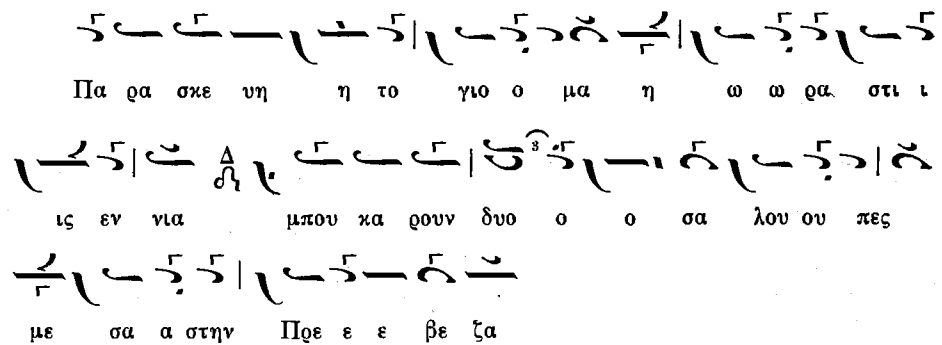 Πα ρα σκε υη η το γιο ο μα η ω ω ρα στι ι
ις εν νια Δ μπου κα ρουν δυο ο ο σα λου ου πες
με σα α στην Πρε ε ε βε ζα